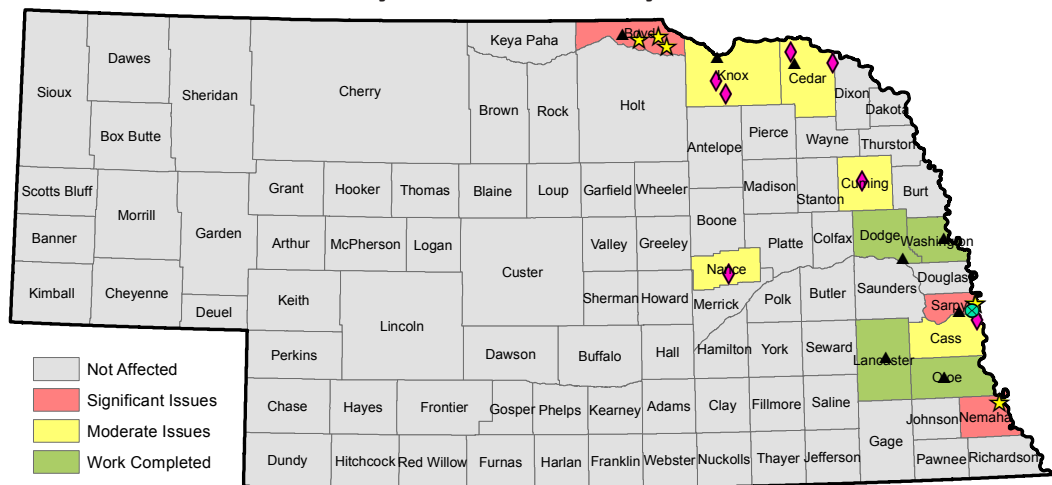 Keya Paha
Boyd
Dawes
Sioux
Sheridan
Cherry
Knox
Cedar
Brown
Rock
Holt
Dixon
Dakota
Box Butte
Antelope
Pierce
Wayne
Thurston
Scotts Bluff
Grant
Hooker
Thomas
Blaine
Loup
Garfield
Wheeler
Madison
Stanton
Cuming
Burt
Morrill
Garden
Boone
Banner
Arthur
McPherson
Logan
Valley
Greeley
Platte
Colfax
Dodge
Washington
Custer
Nance
Kimball
Cheyenne
Keith
Sherman
Howard
Merrick
Polk
Butler
Saunders
Douglas
Deuel
Lincoln
Sarpy
Perkins
Dawson
Buffalo
Hall
Hamilton
York
Seward
Lancaster
Cass
Otoe
Not Affected
Significant Issues
Moderate Issues
Work Completed
Chase
Hayes
Frontier
Gosper
Phelps
Kearney
Adams
Clay
Fillmore
Saline
Gage
Johnson
Nemaha
Dundy
Hitchcock
Red Willow
Furnas
Harlan
Franklin
Webster
Nuckolls
Thayer
Jefferson
Pawnee
Richardson